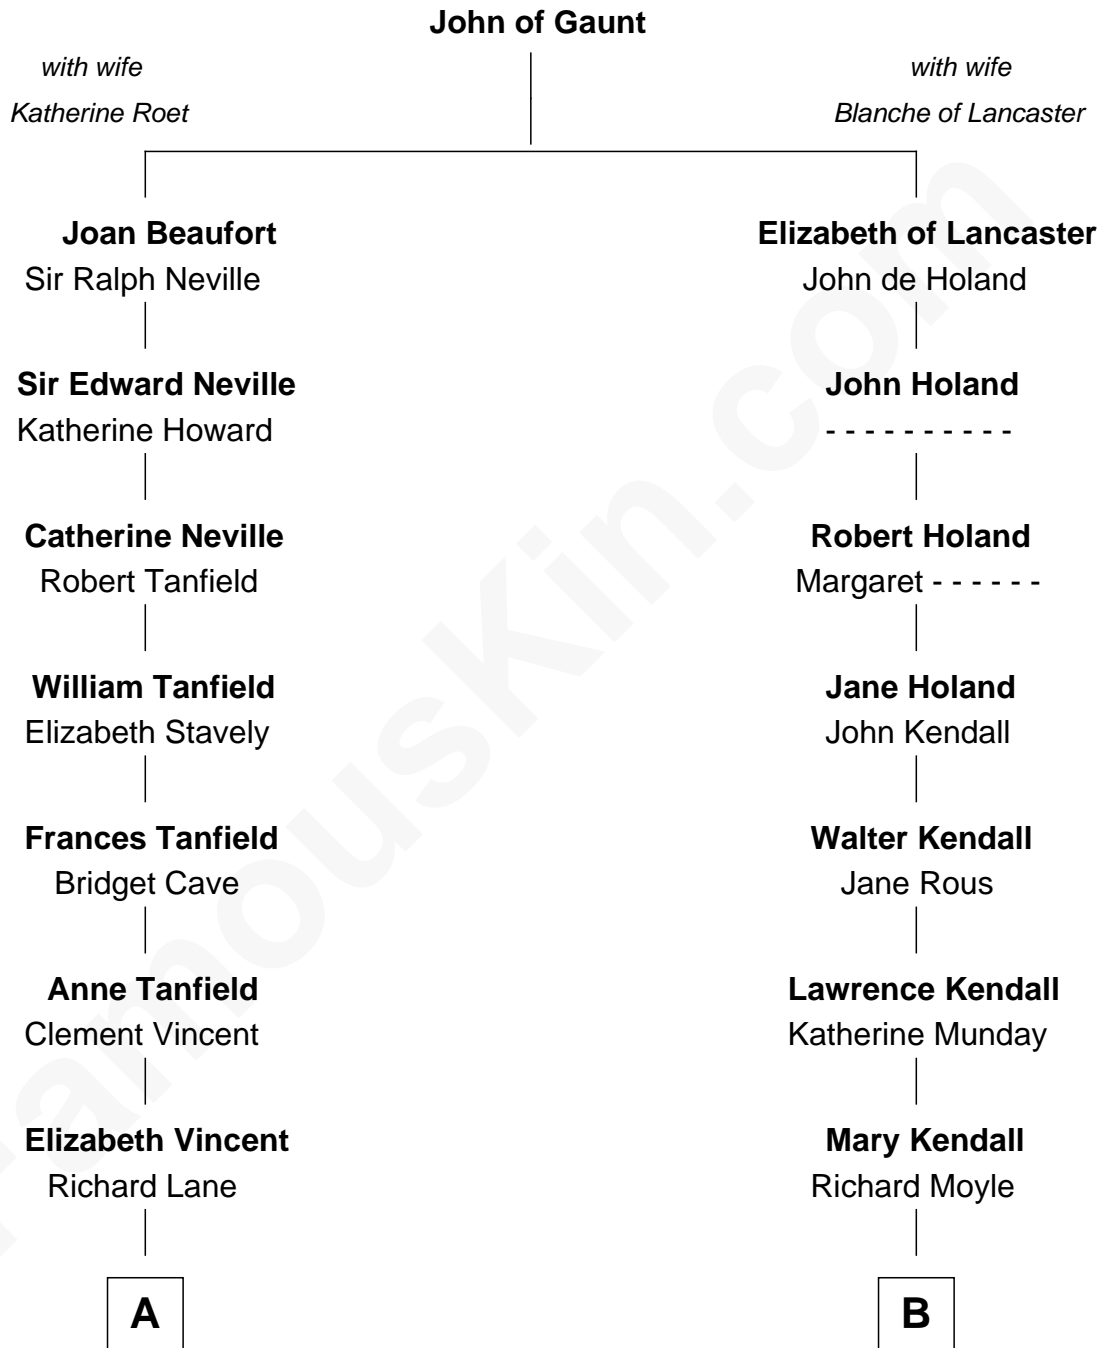 John of Gaunt
with wife
Katherine Roet
with wife
Blanche of Lancaster
Joan Beaufort
Sir Ralph Neville
Elizabeth of Lancaster
John de Holand
Sir Edward Neville
Katherine Howard
John Holand
- - - - - - - - - -
Catherine Neville
Robert Tanfield
Robert Holand
Margaret - - - - - -
William Tanfield
Elizabeth Stavely
Jane Holand
John Kendall
Frances Tanfield
Bridget Cave
Walter Kendall
Jane Rous
Anne Tanfield
Clement Vincent
Lawrence Kendall
Katherine Munday
Elizabeth Vincent
Richard Lane
Mary Kendall
Richard Moyle
A
B
FamousKin.com